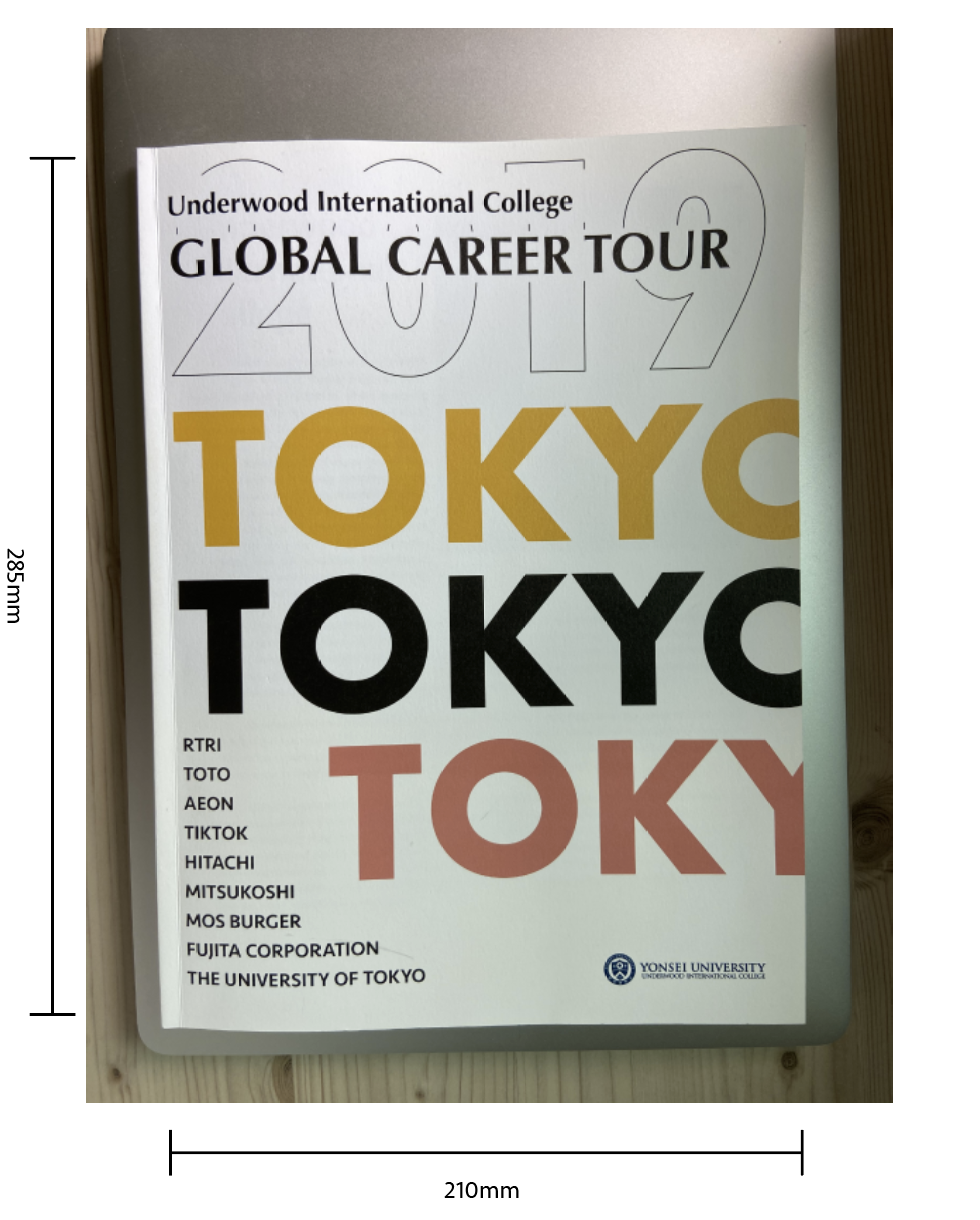 2019
Underwood International College
GLOBAL CAREER TOUR
TOKYO
TOKYO
TOKY
RTRI
TOTO
AEON
TIKTOK
HITACHI
MITSUKOSHI
MOS BURGER
FUJITA CORPORATION
THE UNIVERSITY OF TOKYO
YONSEI UNIVERSITY
UNDERWOOD INTERNATIONAL COLLEGE
285mm
210mm